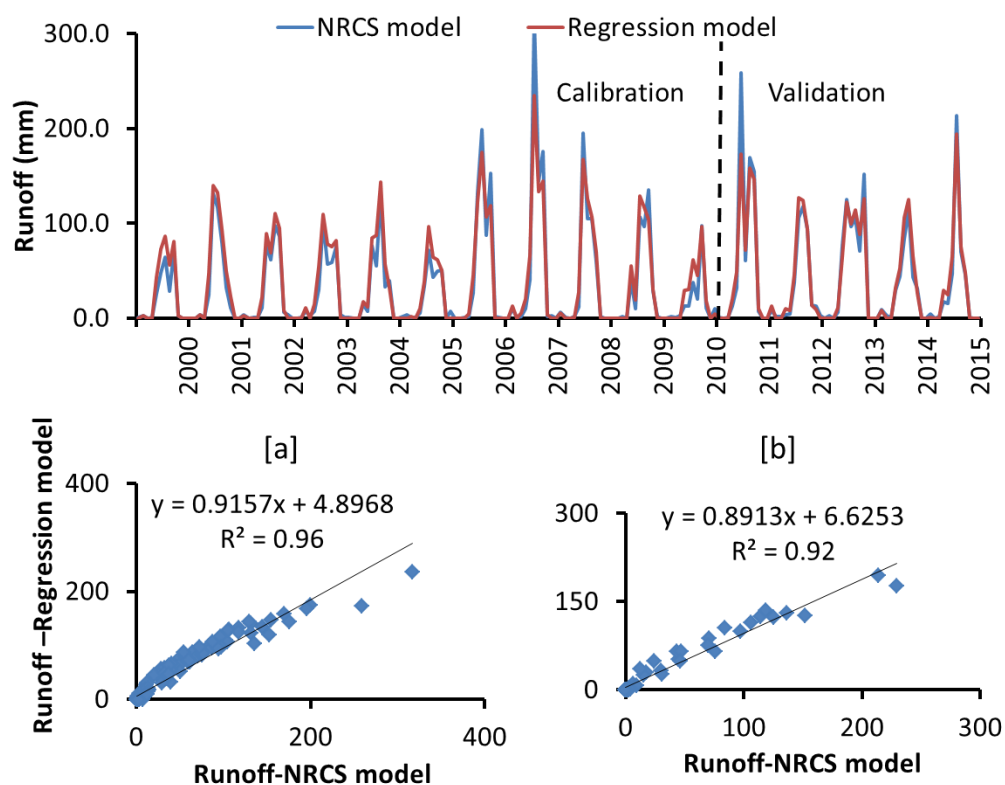 NRCS model
Regression model
Runoff (mm)
300.0
200.0
100.0
0.0
Calibration
Validation
2000
2001
2002
2003
2004
2005
2006
2007
2008
2009
2010
2011
2012
2013
2014
2015
[a]
Runoff –Regression model
400
200
0
y = 0.9157x + 4.8968
R² = 0.96
0
200
400
Runoff-NRCS model
[b]
300
150
0
y = 0.8913x + 6.6253
R² = 0.92
0
100
200
300
Runoff-NRCS model